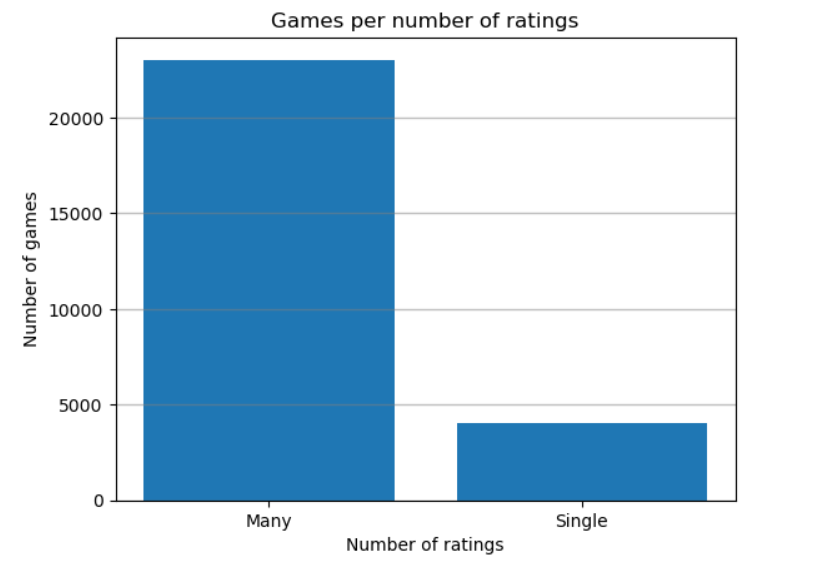 Games per number of ratings
Number of games
20000
15000
10000
5000
0
Many
Single
Number of ratings